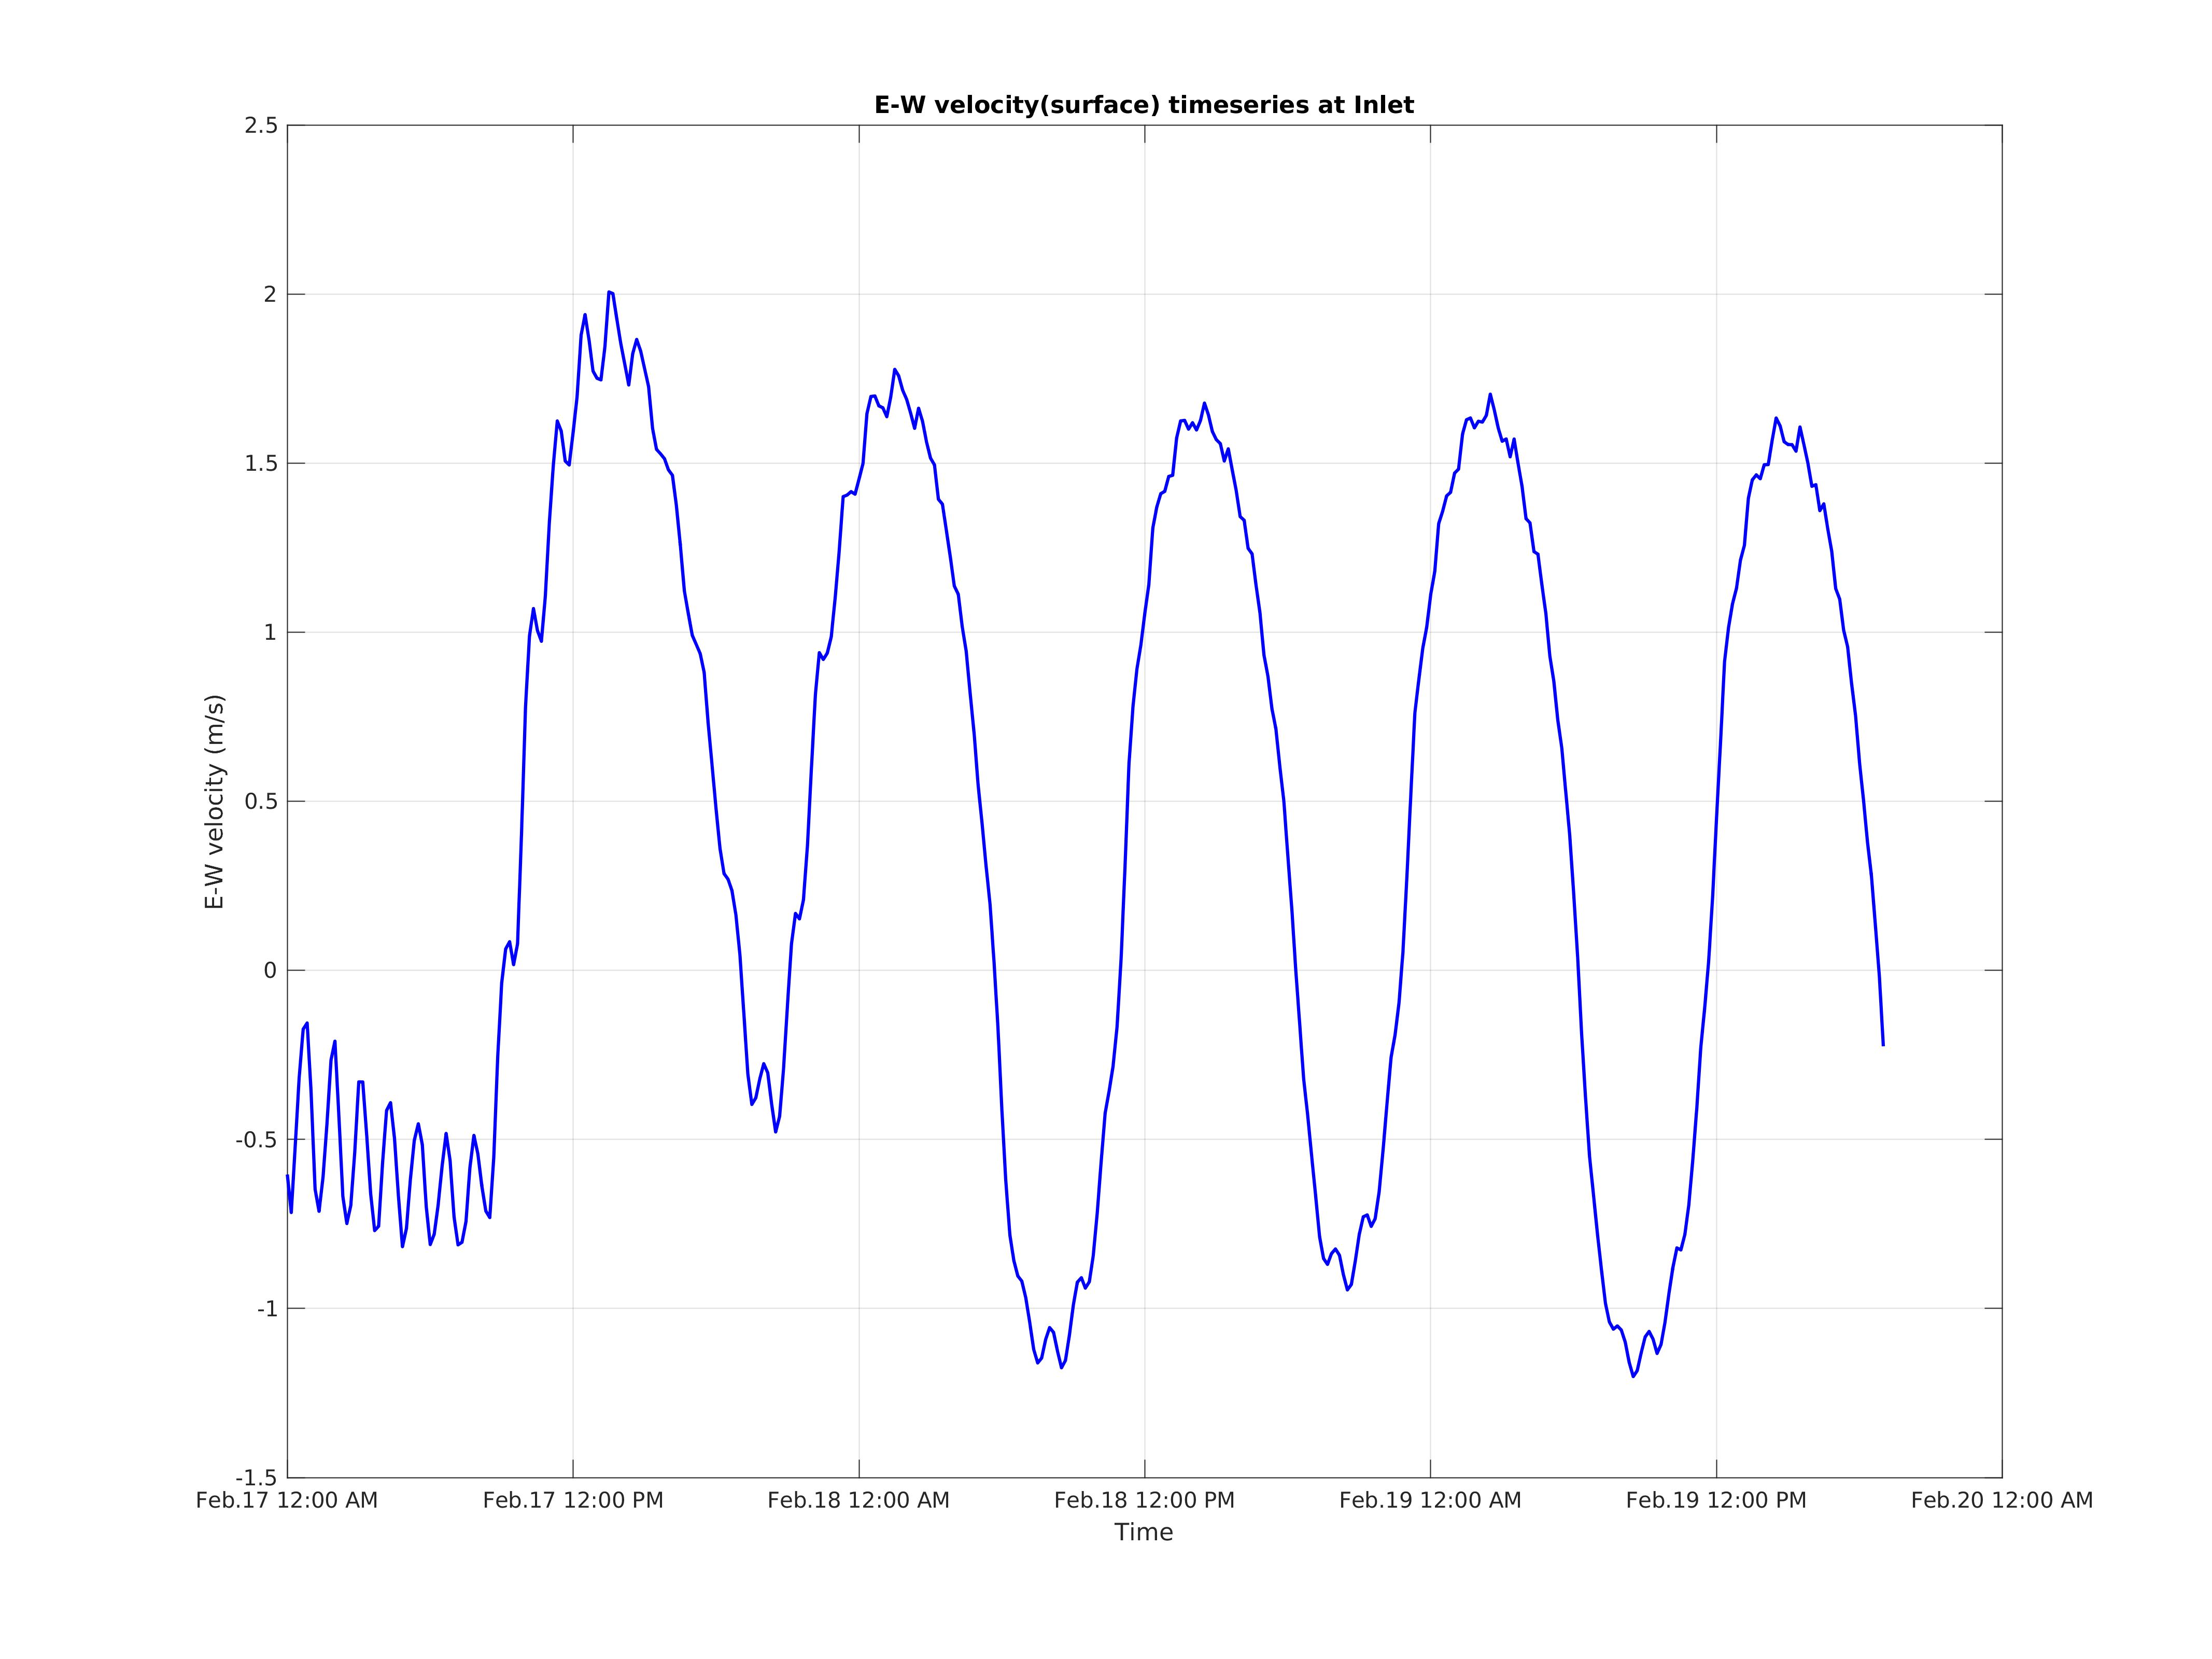 E-W velocity(surface) timeseries at Inlet
2.5
2
1.5
1
0.5
0
-0.5
-1
-1.5
E-W velocity (m/s)
Feb.17 12:00 AM Feb.17 12:00 PM Feb.18 12:00 AM Feb.18 12:00 PM Feb.19 12:00 AM Feb.19 12:00 PM Feb.20 12:00 AM
Time